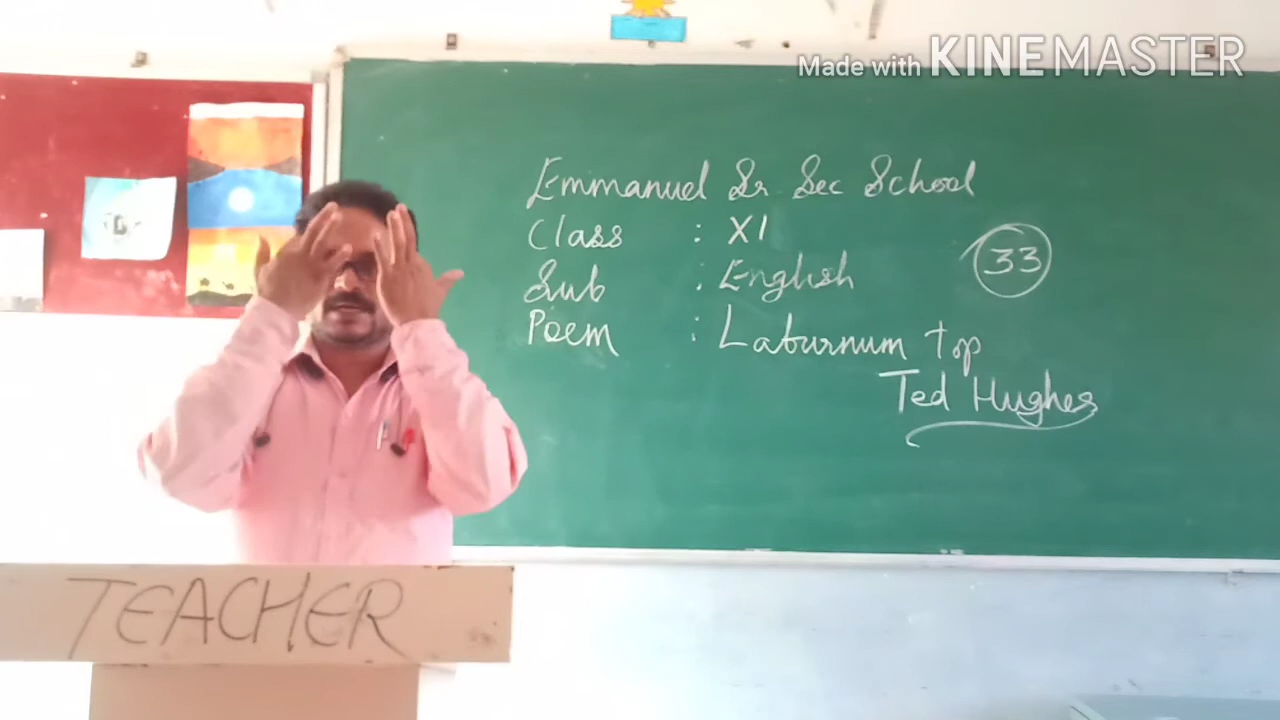 Made with KINEMASTER
Emmanuel Sr Sec School
Class : XI
33
Sub : English
Poem : Laburnum top
Ted Hughes
TEACHER